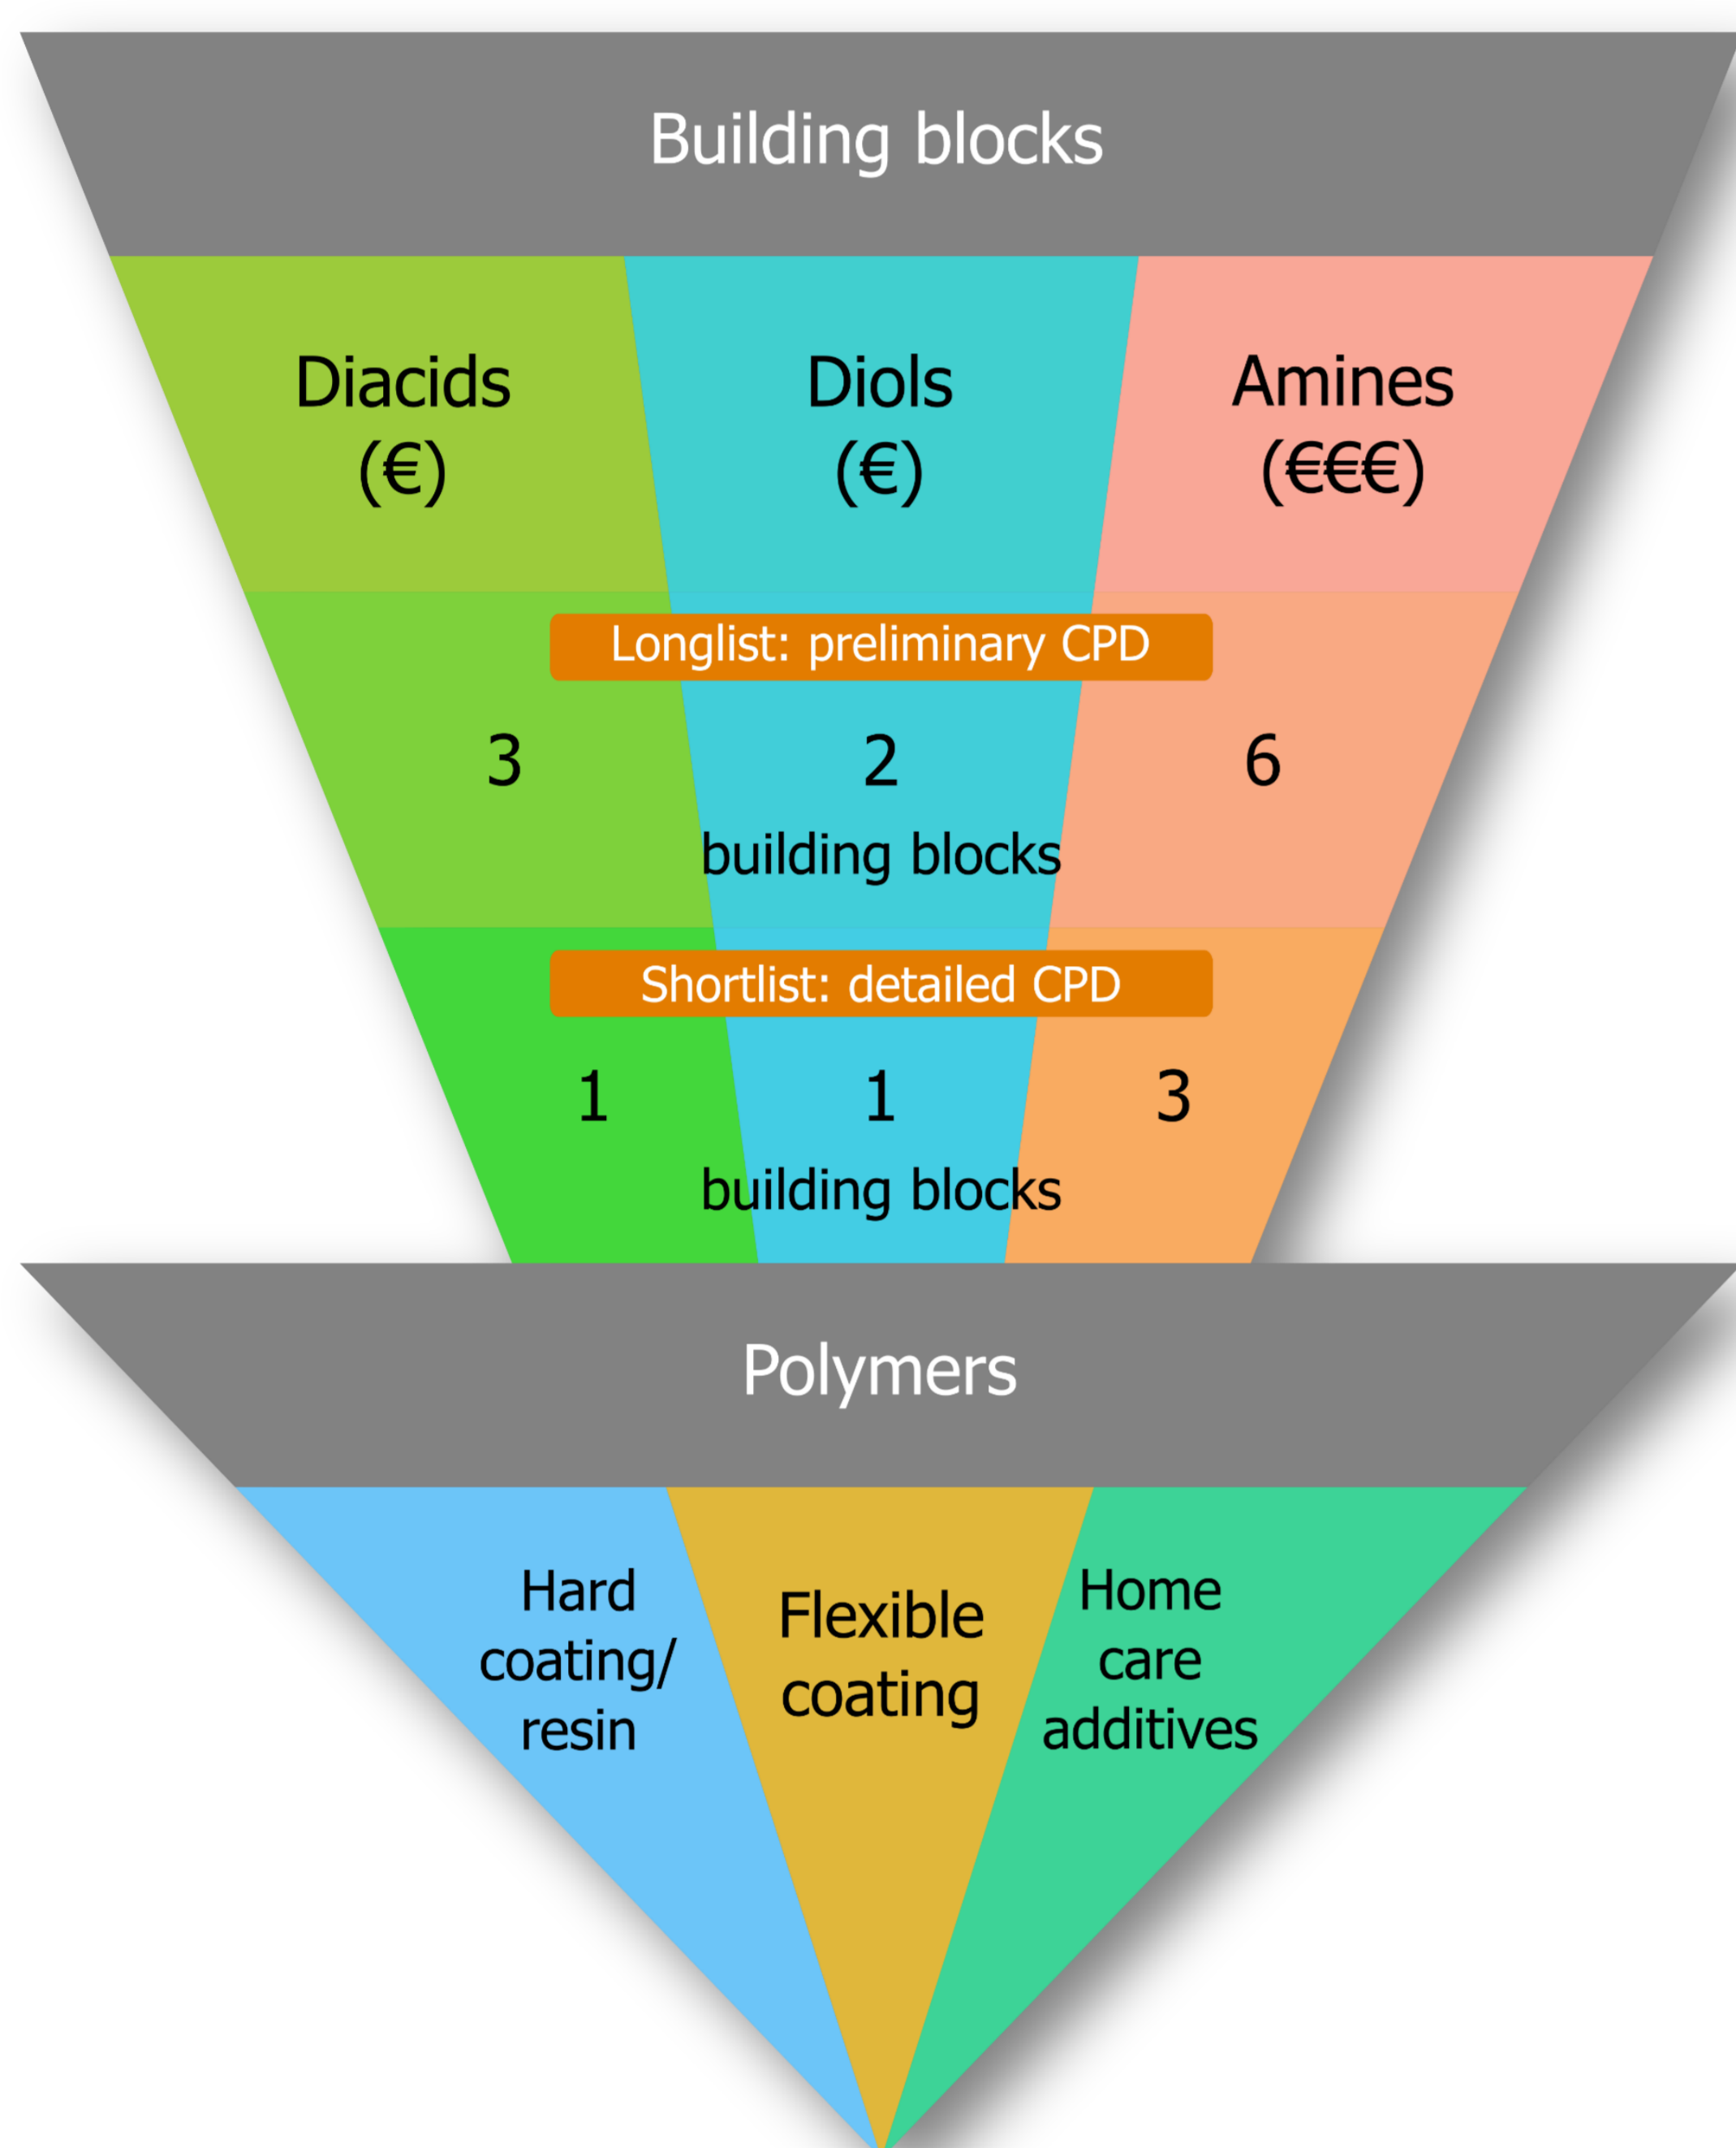 Building blocks
Diacids
(€)
Diols
(€)
Amines
(€€€)
Longlist: preliminary CPD
3
2
6
building blocks
Shortlist: detailed CPD
1
1
3
building blocks
Polymers
Hard
coating/
resin
Flexible
coating
Home
care
additives